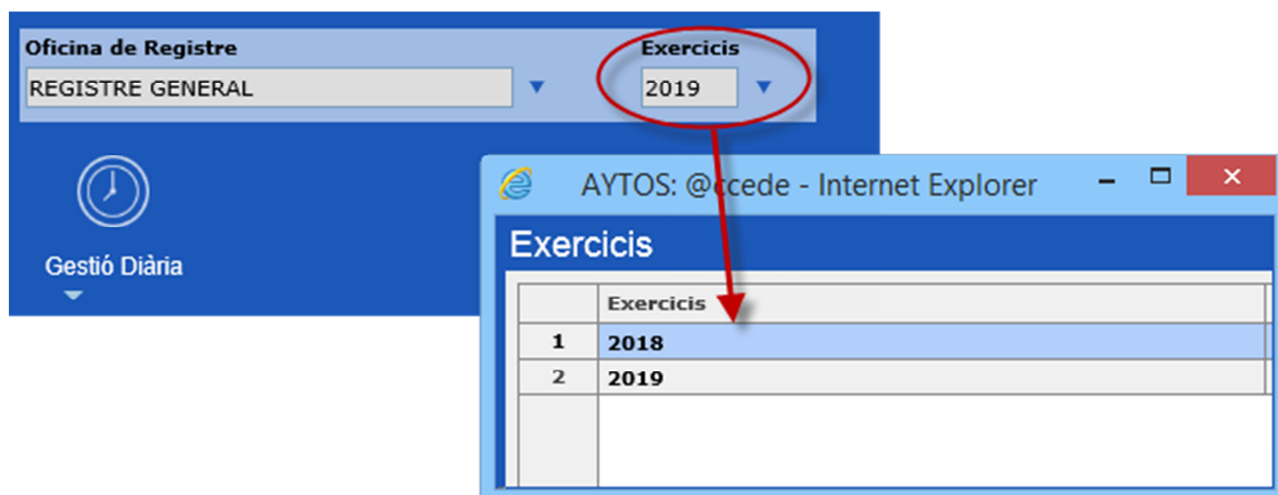 Oficina de Registre Exercicis
REGISTRE GENERAL 2019
Gestió Diària
AYTOS: @ccede - Internet Explorer
Exercicis
Exercicis
1 2018
2 2019